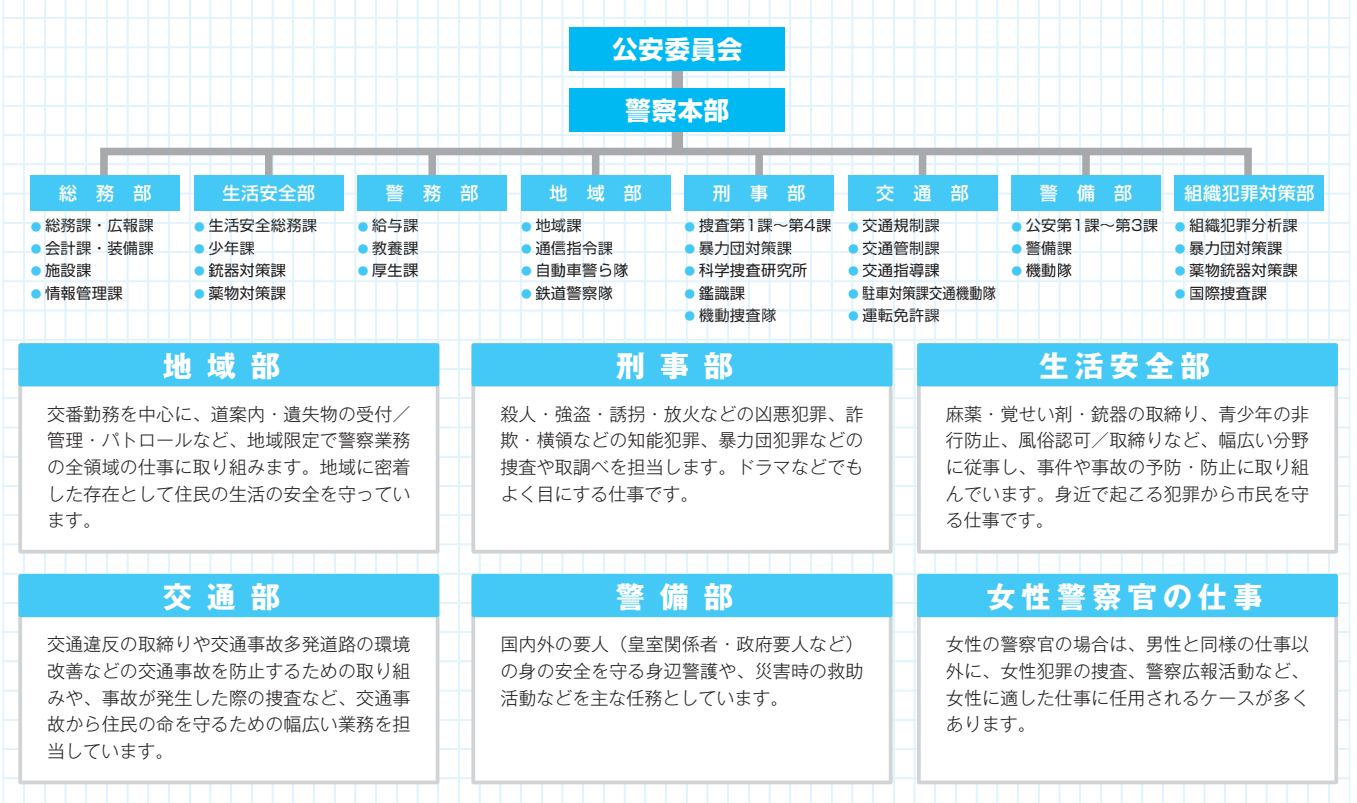 公安委員会
警察本部
総務部
● 総務課・広報課
● 会計課・装備課
● 施設課
● 情報管理課
生活安全部
● 生活安全総務課
● 少年課
● 銃器対策課
● 薬物対策課
警務部
● 給与課
● 教養課
● 厚生課
地域部
● 地域課
● 通信指令課
● 自動車警ら隊
● 鉄道警察隊
刑事部
● 捜査第1課〜第4課
● 暴力団対策課
● 科学捜査研究所
● 鑑識課
● 機動捜査隊
交通部
● 交通規制課
● 交通管制課
● 交通指導課
● 駐車対策課交通機動隊
● 運転免許課
警備部
● 公安第1課〜第3課
● 警備課
● 機動隊
組織犯罪対策部
● 組織犯罪分析課
● 暴力団対策課
● 薬物銃器対策課
● 国際捜査課
地域部
交番勤務を中心に、道案内・遺失物の受付／
管理・パトロールなど、地域限定で警察業務
の全領域の仕事に取り組みます。地域に密着
した存在として住民の生活の安全を守ってい
ます。
刑事部
殺人・強盗・誘拐・放火などの凶悪犯罪、詐
欺・横領などの知能犯罪、暴力団犯罪などの
捜査や取調べを担当します。ドラマなどでも
よく目にする仕事です。
生活安全部
麻薬・覚せい剤・銃器の取締り、青少年の非
行防止、風俗認可／取締りなど、幅広い分野
に従事し、事件や事故の予防・防止に取り組
んでいます。身近で起こる犯罪から市民を守
る仕事です。
交通部
交通違反の取締りや交通事故多発道路の環境
改善などの交通事故を防止するための取り組
みや、事故が発生した際の捜査など、交通事
故から住民の命を守るための幅広い業務を担
当しています。
警備部
国内外の要人（皇室関係者・政府要人など）
の身の安全を守る身辺警護や、災害時の救助
活動などを主な任務としています。
女性警察官の仕事
女性の警察官の場合は、男性と同様の仕事以
外に、女性犯罪の捜査、警察広報活動など、
女性に適した仕事に任用されるケースが多く
あります。